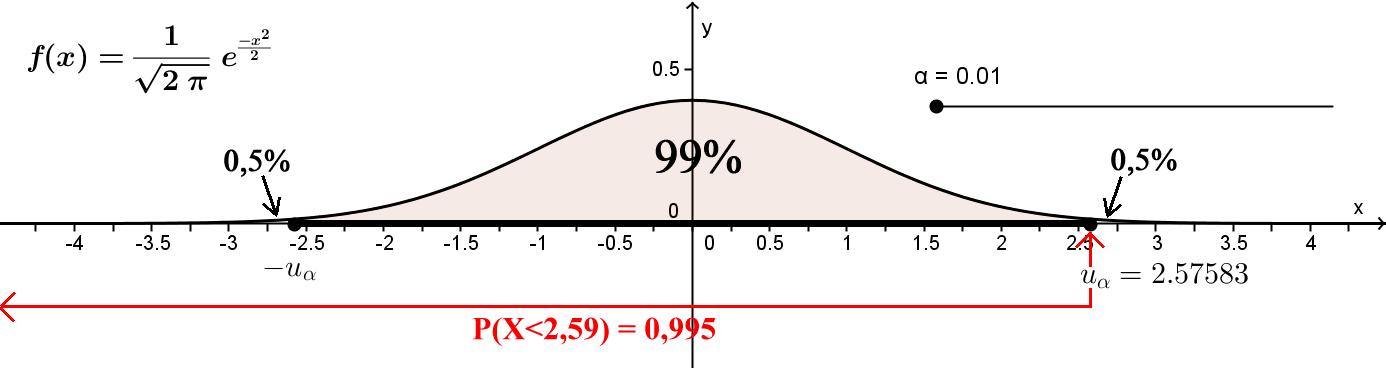 f(x) = 1/√(2 π) e^(−x²/2)
y
0.5
α = 0.01
0,5%
99%
0,5%
0
x
-4 -3.5 -3 -2.5 -2 -1.5 -1 -0.5 0 0.5 1 1.5 2 2.5 3 3.5 4
−uα
uα = 2.57583
P(X<2,59) = 0,995